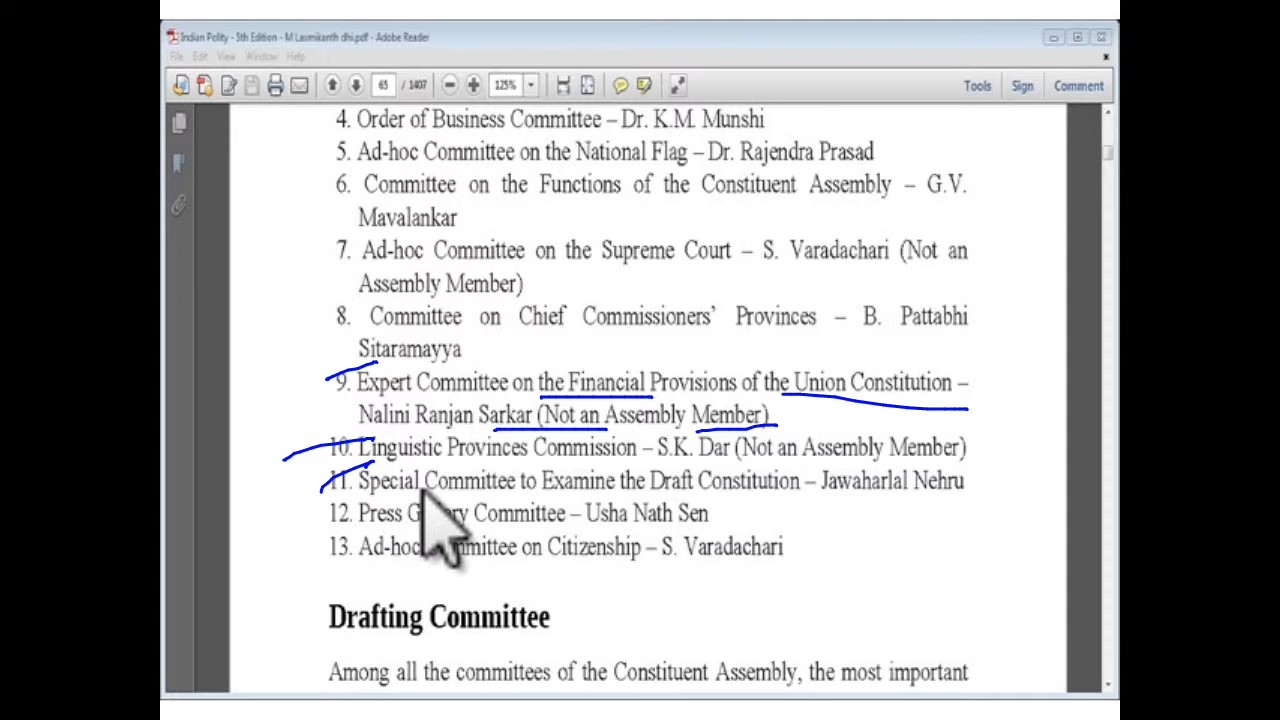 Indian Polity - 5th Edition - M Laxmikanth dhi.pdf - Adobe Reader
File Edit View Window Help
65 / 1407 125% Tools Sign Comment
4. Order of Business Committee – Dr. K.M. Munshi
5. Ad-hoc Committee on the National Flag – Dr. Rajendra Prasad
6. Committee on the Functions of the Constituent Assembly – G.V.
Mavalankar
7. Ad-hoc Committee on the Supreme Court – S. Varadachari (Not an
Assembly Member)
8. Committee on Chief Commissioners' Provinces – B. Pattabhi
Sitaramayya
9. Expert Committee on the Financial Provisions of the Union Constitution –
Nalini Ranjan Sarkar (Not an Assembly Member)
10. Linguistic Provinces Commission – S.K. Dar (Not an Assembly Member)
11. Special Committee to Examine the Draft Constitution – Jawaharlal Nehru
12. Press Committee – Usha Nath Sen
13. Ad-hoc on Citizenship – S. Varadachari
Drafting Committee
Among all the committees of the Constituent Assembly, the most important